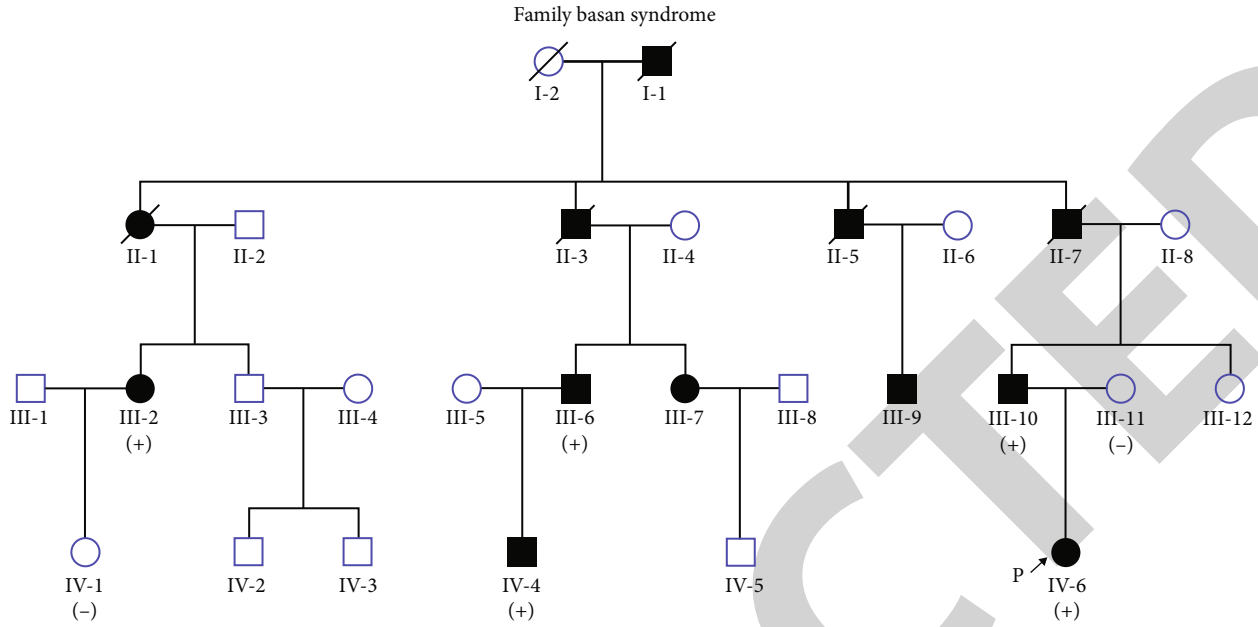 Family basan syndrome
I-2 I-1
II-1 II-2 II-3 II-4 II-5 II-6 II-7 II-8
III-1 III-2 III-3 III-4 III-5 III-6 III-7 III-8 III-9 III-10 III-11 III-12
(+) (+) (+) (–)
P
IV-1 IV-2 IV-3 IV-4 IV-5 IV-6
(–) (+) (+)
CTED